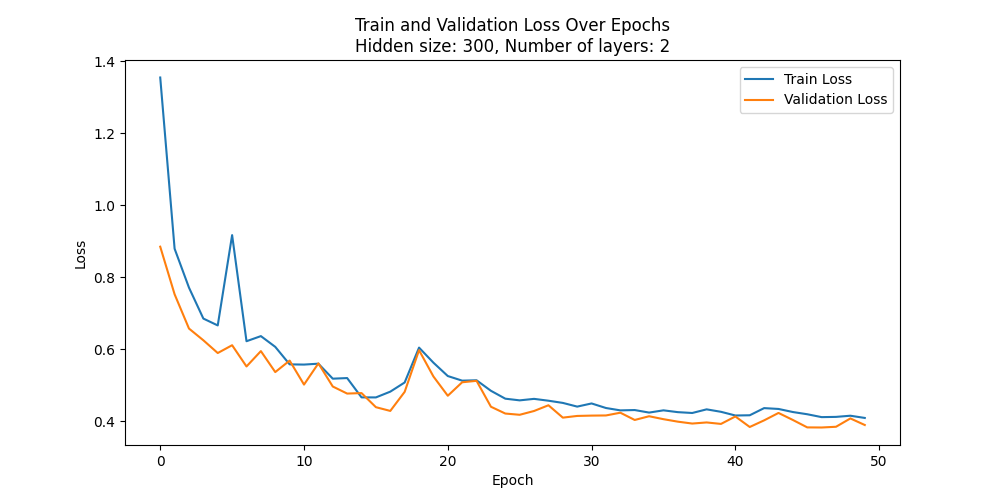 Train and Validation Loss Over Epochs
Hidden size: 300, Number of layers: 2
Train Loss
Validation Loss
Loss
1.4
1.2
1.0
0.8
0.6
0.4
0
10
20
30
40
50
Epoch